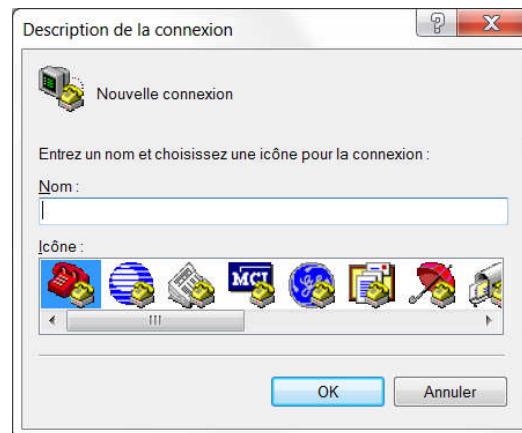 Description de la connexion
Nouvelle connexion
Entrez un nom et choisissez une icône pour la connexion :
Nom :
Icône :
MCI
OK
Annuler